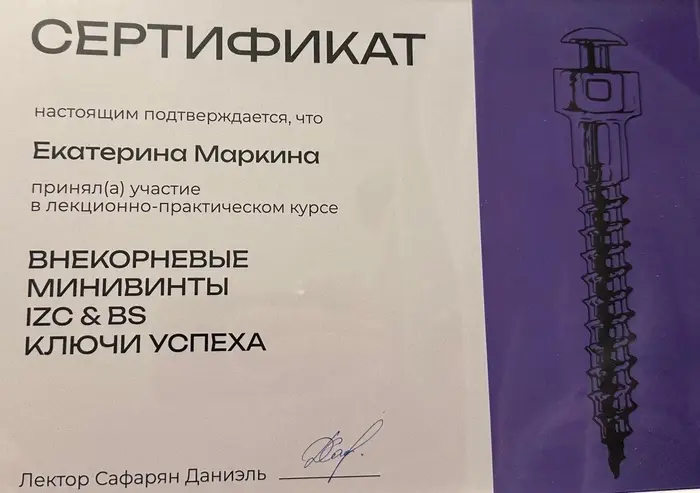 СЕРТИФИКАТ
настоящим подтверждается, что
Екатерина Маркина
принял(а) участие
в лекционно-практическом курсе
ВНЕКОРНЕВЫЕ
МИНИВИНТЫ
IZC & BS
КЛЮЧИ УСПЕХА
Лектор Сафарян Даниэль